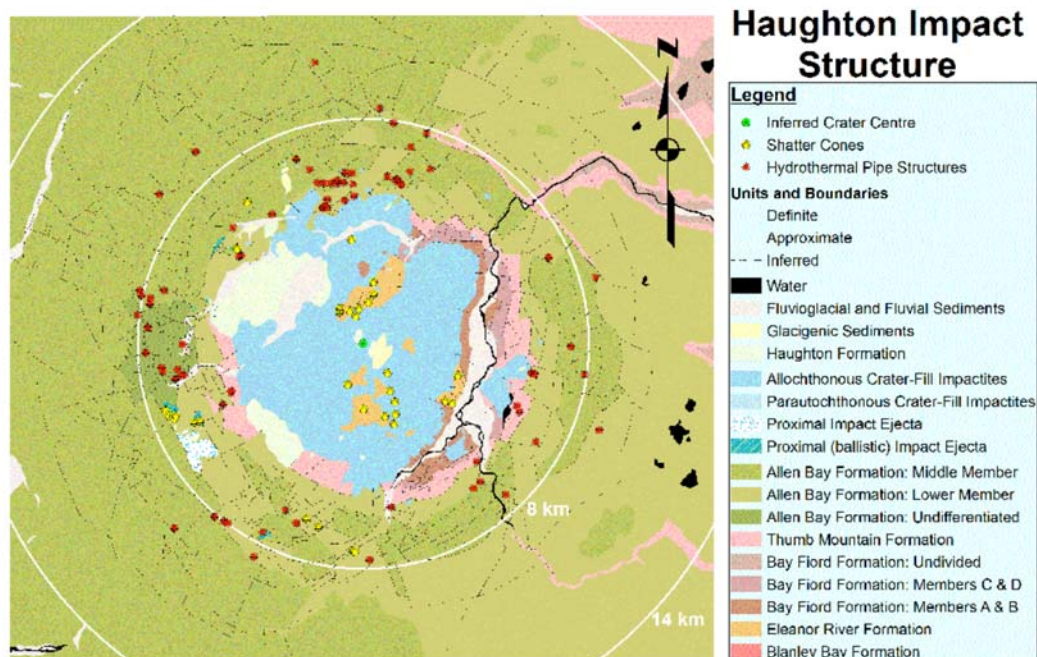 Haughton Impact
Structure
N
Legend
Inferred Crater Centre
Shatter Cones
Hydrothermal Pipe Structures
Units and Boundaries
Definite
Approximate
Inferred
Water
Fluvioglacial and Fluvial Sediments
Glacigenic Sediments
Haughton Formation
Allochthonous Crater-Fill Impactites
Parautochthonous Crater-Fill Impactites
Proximal Impact Ejecta
Proximal (ballistic) Impact Ejecta
Allen Bay Formation: Middle Member
Allen Bay Formation: Lower Member
Allen Bay Formation: Undifferentiated
Thumb Mountain Formation
Bay Fiord Formation: Undivided
Bay Fiord Formation: Members C & D
Bay Fiord Formation: Members A & B
Eleanor River Formation
Blanley Bay Formation
8 km
14 km